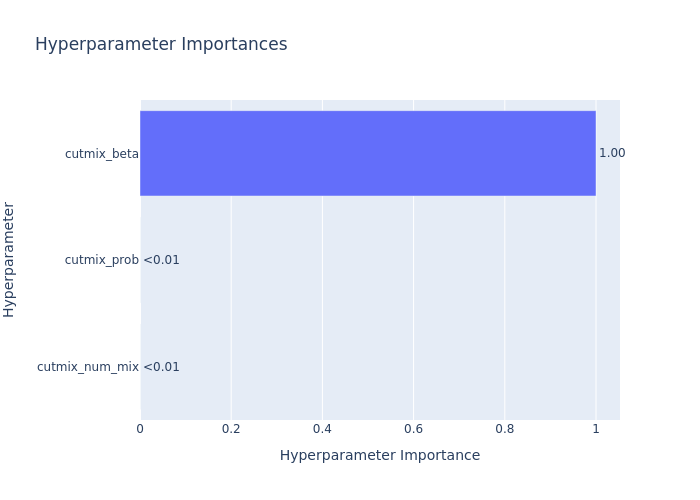 Hyperparameter Importances
cutmix_beta 1.00
cutmix_prob <0.01
cutmix_num_mix <0.01
0 0.2 0.4 0.6 0.8 1
Hyperparameter Importance
Hyperparameter